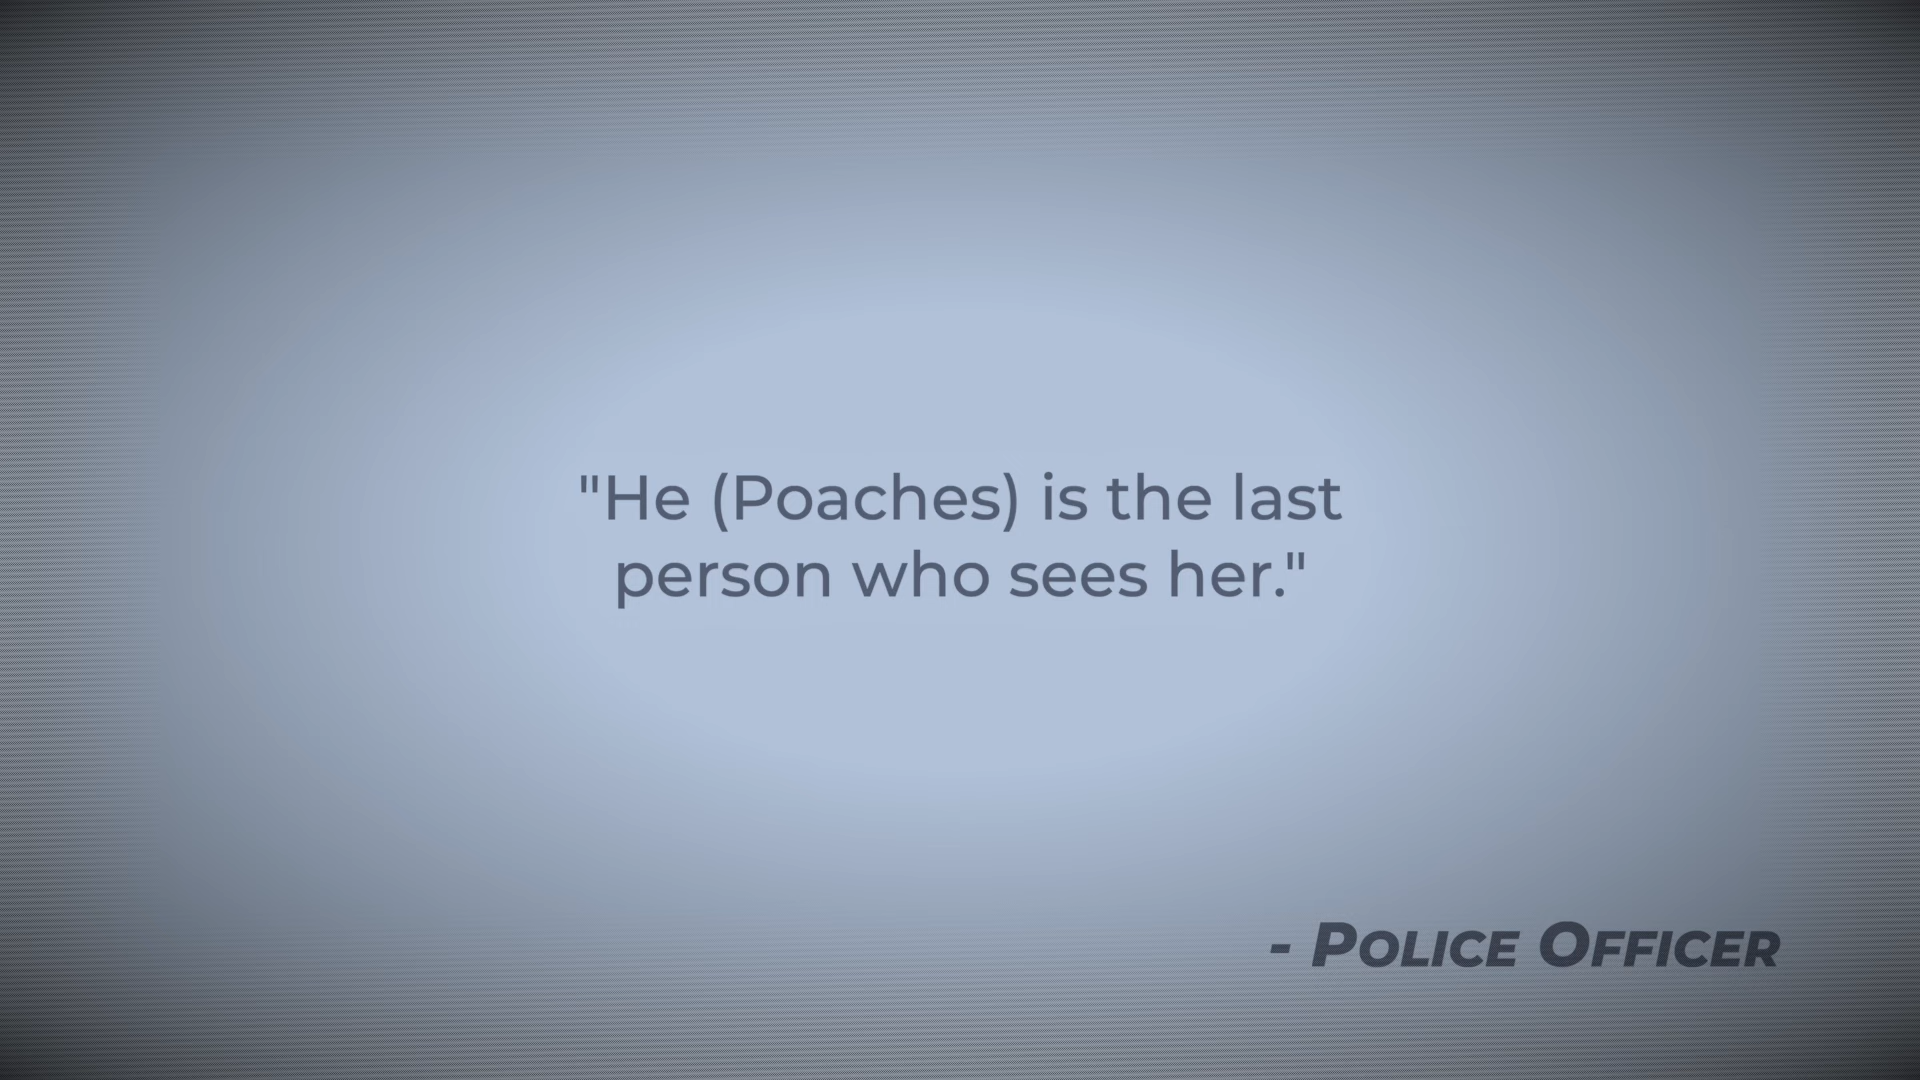 "He (Poaches) is the last
person who sees her."
- POLICE OFFICER